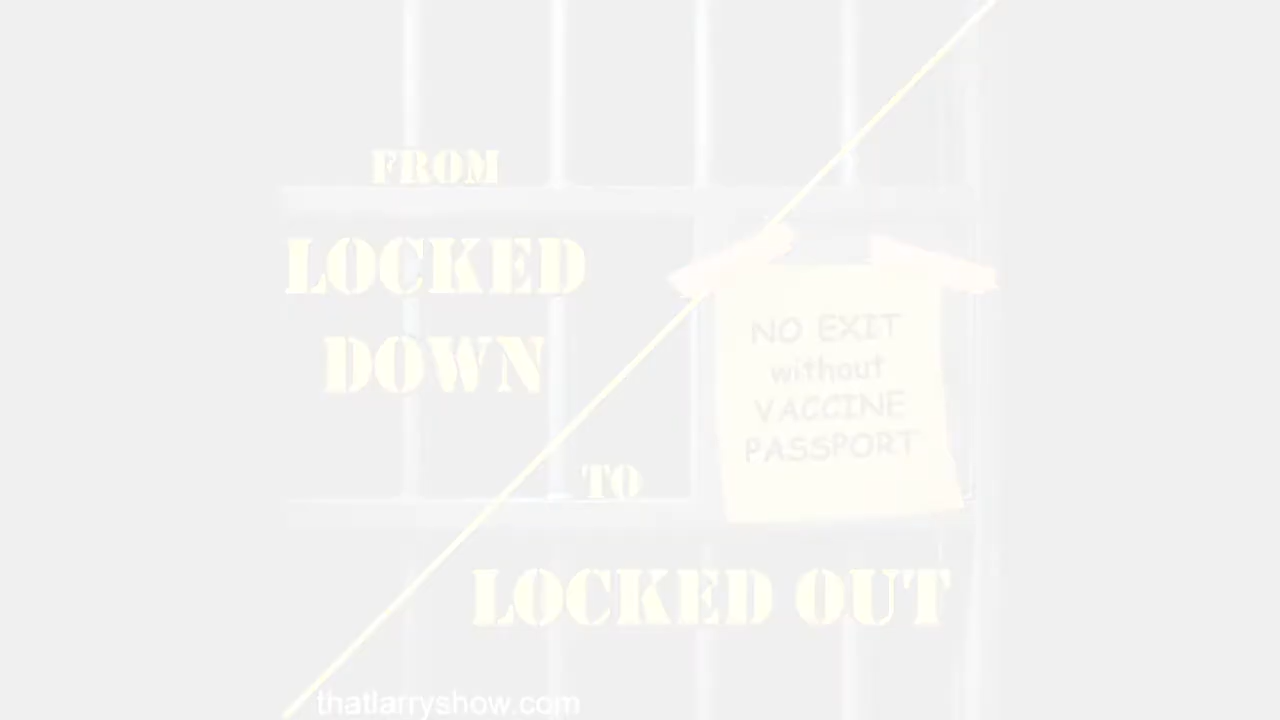 FROM
LOCKED
DOWN
NO EXIT
without
VACCINE
PASSPORT
TO
LOCKED OUT
thatlarryshow.com